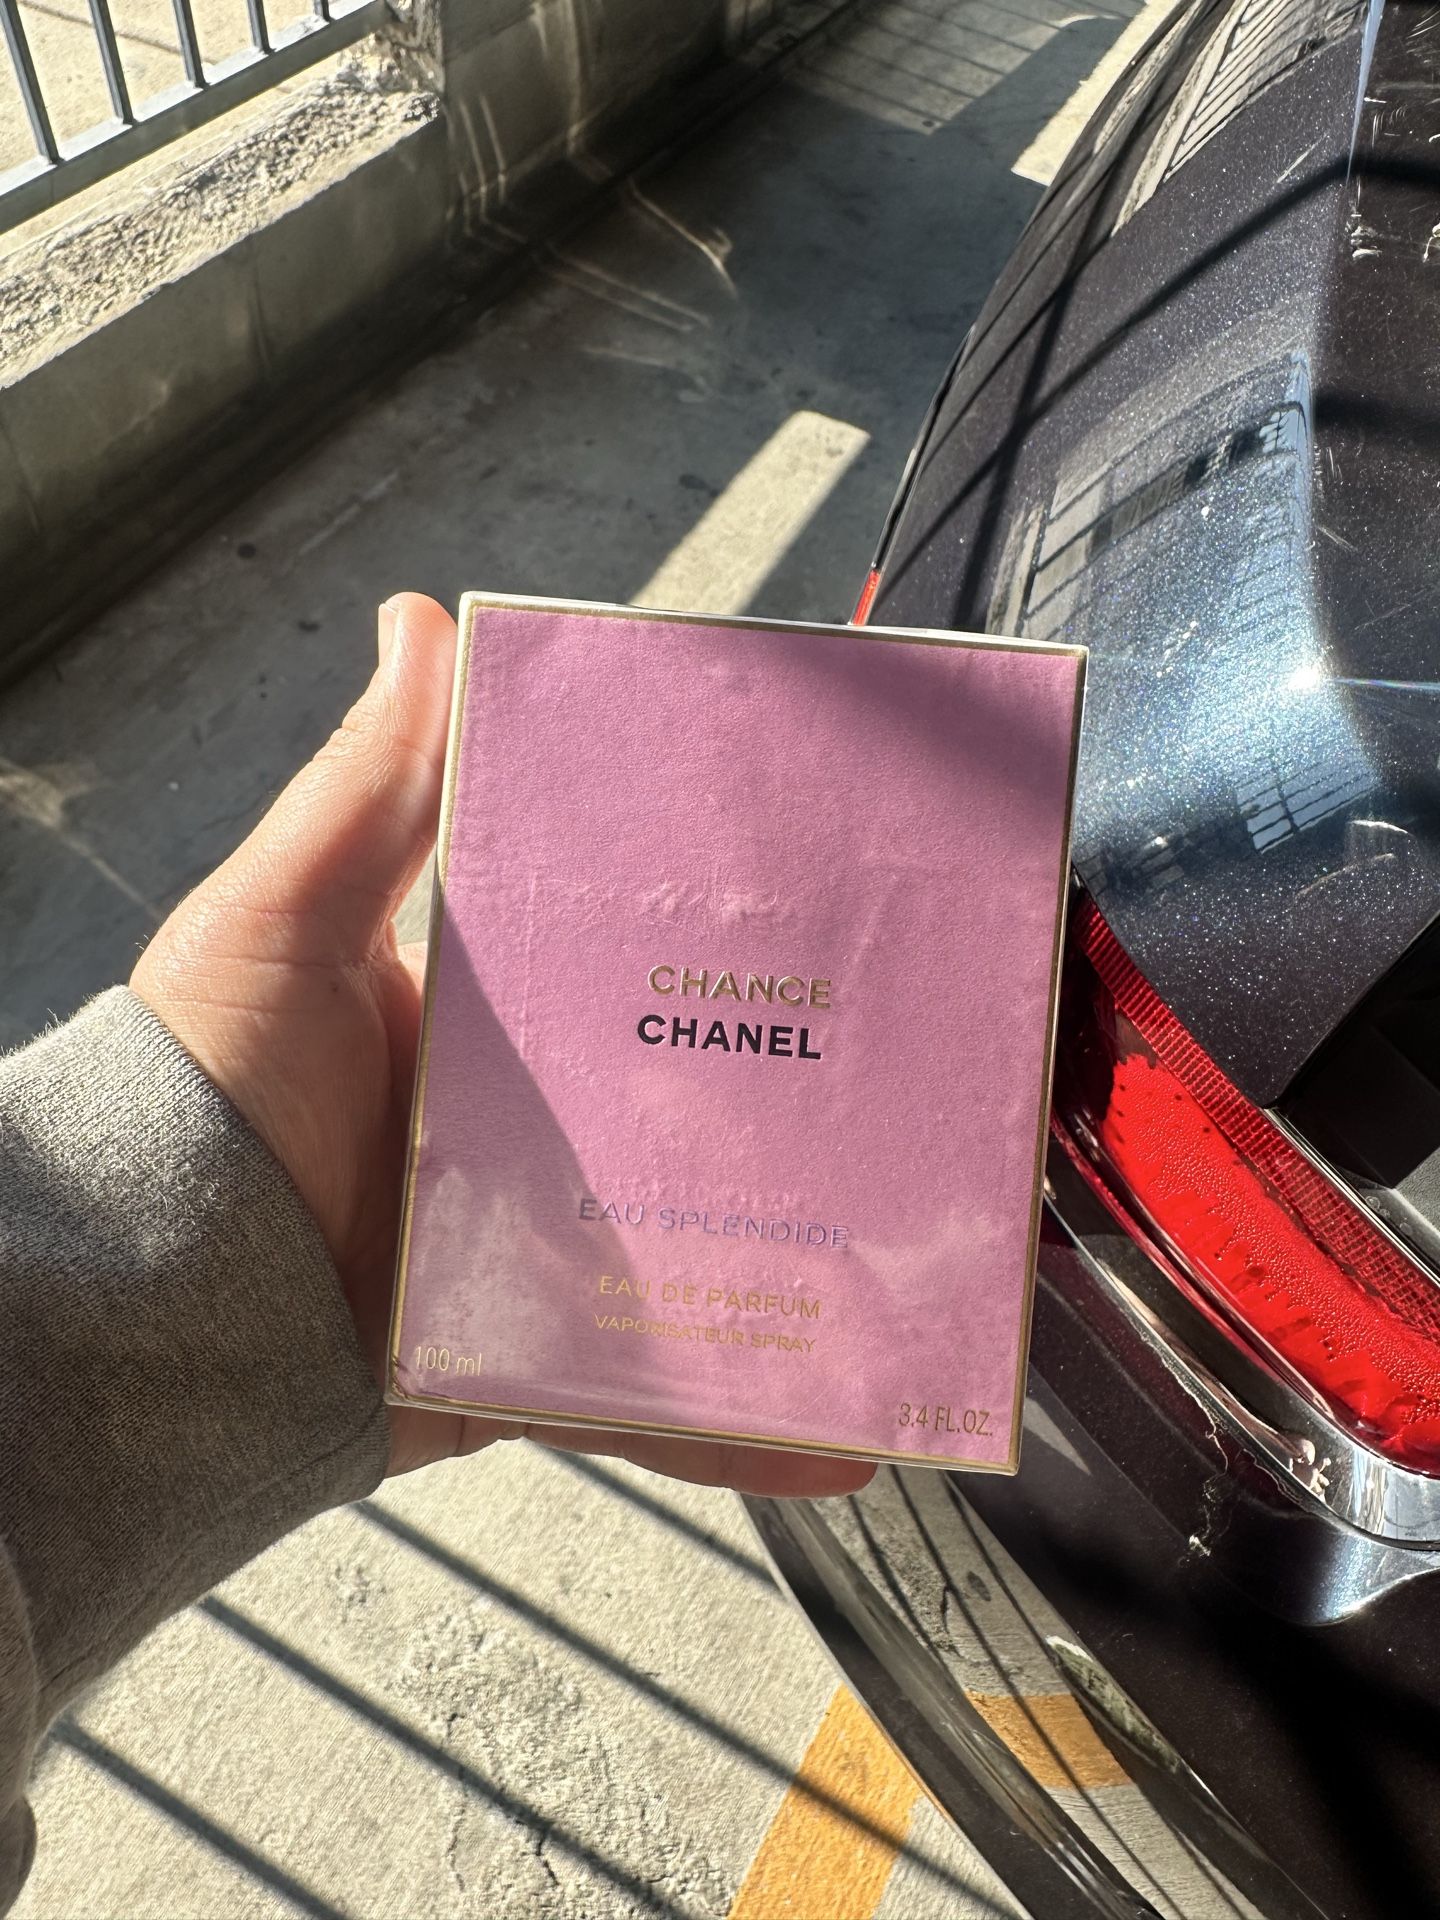 CHANCE
CHANEL
EAU SPLENDIDE
EAU DE PARFUM
VAPORISATEUR SPRAY
100 ml
3.4 FL.OZ.